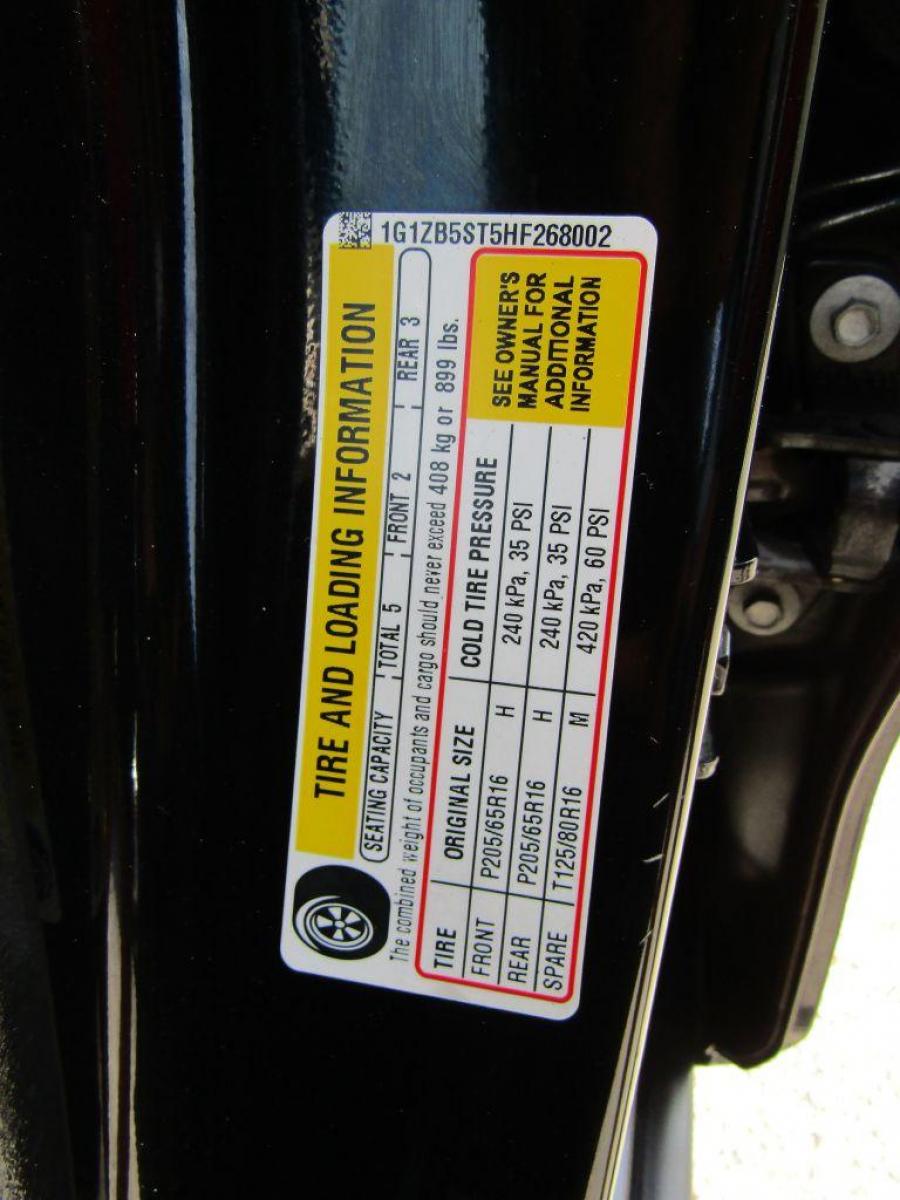 1G1ZB5ST5HF268002
TIRE AND LOADING INFORMATION
SEATING CAPACITY TOTAL 5 FRONT 2 REAR 3
The combined weight of occupants and cargo should never exceed 408 kg or 899 lbs.
TIRE ORIGINAL SIZE COLD TIRE PRESSURE
FRONT P205/65R16 H 240 kPa, 35 PSI
REAR P205/65R16 H 240 kPa, 35 PSI
SPARE T125/80R16 M 420 kPa, 60 PSI
SEE OWNER'S
MANUAL FOR
ADDITIONAL
INFORMATION